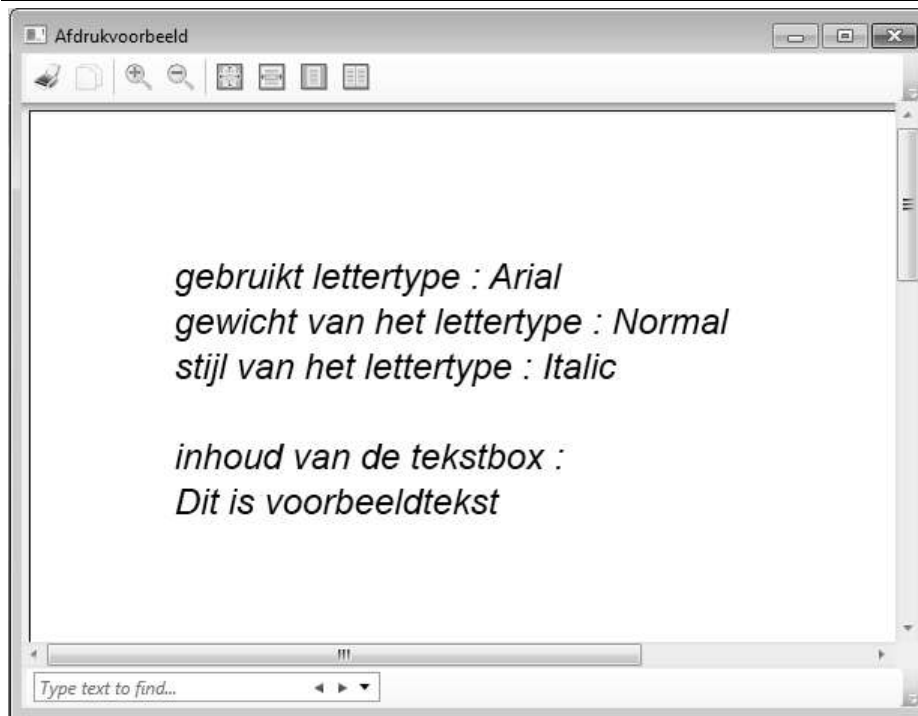 Afdrukvoorbeeld
gebruikt lettertype : Arial
gewicht van het lettertype : Normal
stijl van het lettertype : Italic
inhoud van de tekstbox :
Dit is voorbeeldtekst
Type text to find...